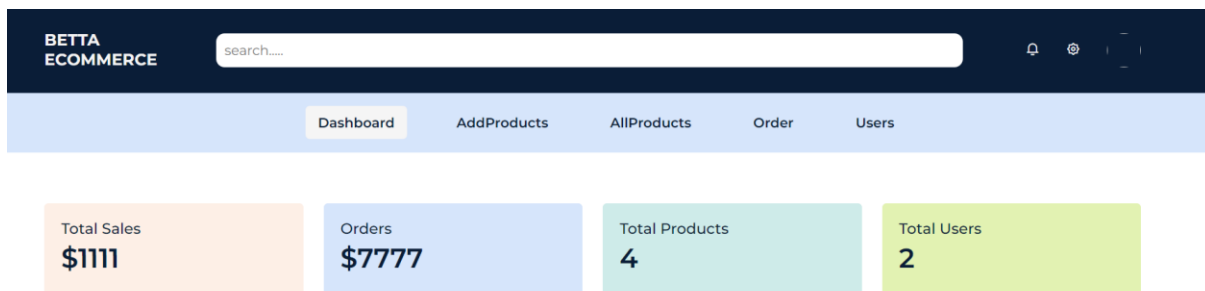 BETTA
ECOMMERCE
search.....
Dashboard AddProducts AllProducts Order Users
Total Sales Orders Total Products Total Users
$1111 $7777 4 2